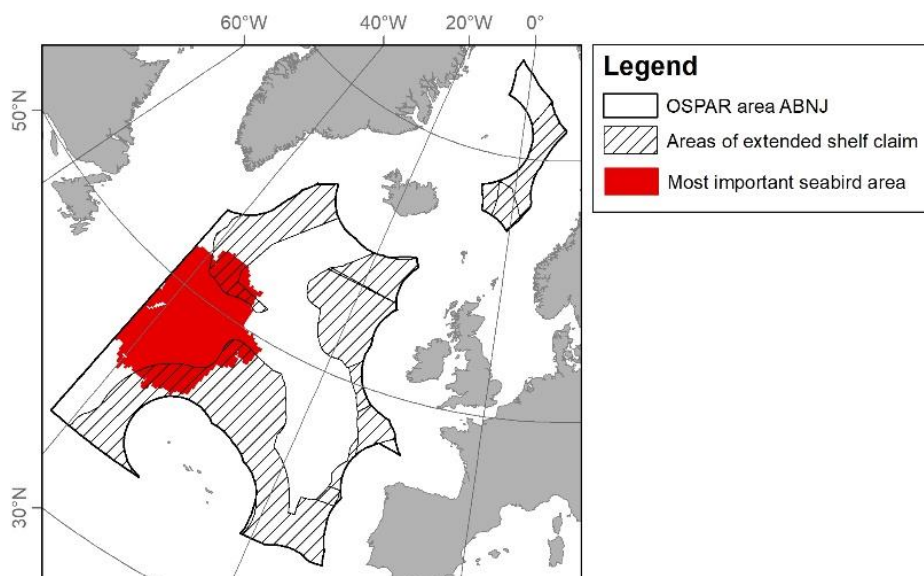 60°W
40°W
20°W
0°
50°N
30°N
Legend
OSPAR area ABNJ
Areas of extended shelf claim
Most important seabird area